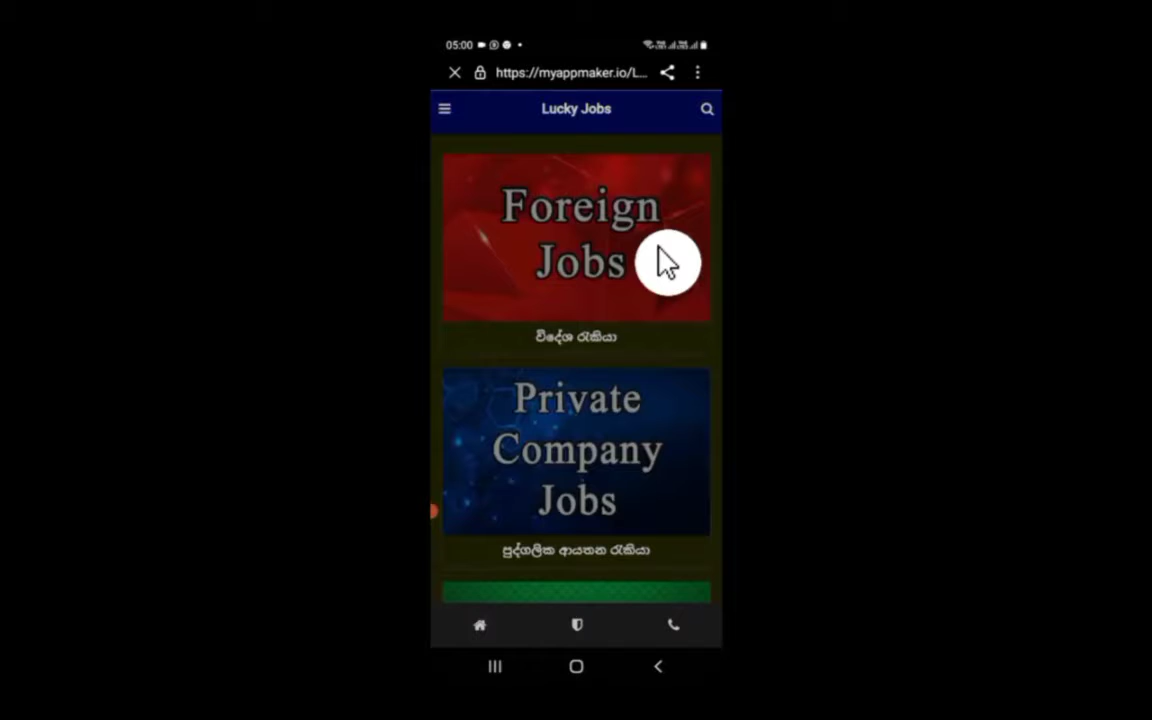 05:00
https://myappmaker.io/L...
Lucky Jobs
Foreign
Jobs
විදේශ රැකියා
Private
Company
Jobs
පුද්ගලික ආයතන රැකියා